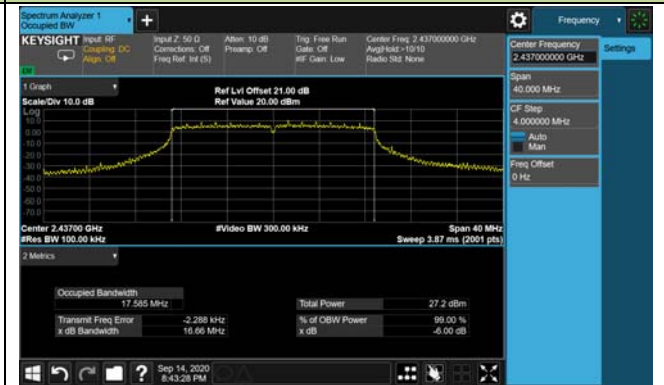 Spectrum Analyzer 1
Occupied BW
Frequency
KEYSIGHT
Input: RF
Coupling: DC
Align: Off
Input Z: 50 Ω
Corrections: Off
Freq Ref: Int (S)
Atten: 10 dB
Preamp: Off
Trig: Free Run
Gate: Off
#IF Gain: Low
Center Freq: 2.437000000 GHz
Avg|Hold:>10/10
Radio Std: None
Center Frequency
2.437000000 GHz
Settings
Span
40.000 MHz
CF Step
4.000000 MHz
Auto
Man
Freq Offset
0 Hz
1 Graph
Scale/Div 10.0 dB
Ref Lvl Offset 21.00 dB
Ref Value 20.00 dBm
Log
10.0
0.00
-10.0
-20.0
-30.0
-40.0
-50.0
-60.0
-70.0
Center 2.43700 GHz
#Res BW 100.00 kHz
#Video BW 300.00 kHz
Span 40 MHz
Sweep 3.87 ms (2001 pts)
2 Metrics
Occupied Bandwidth
17.585 MHz
Total Power 27.2 dBm
Transmit Freq Error -2.288 kHz
% of OBW Power 99.00 %
x dB Bandwidth 16.66 MHz
x dB -6.00 dB
Sep 14, 2020
8:43:28 PM